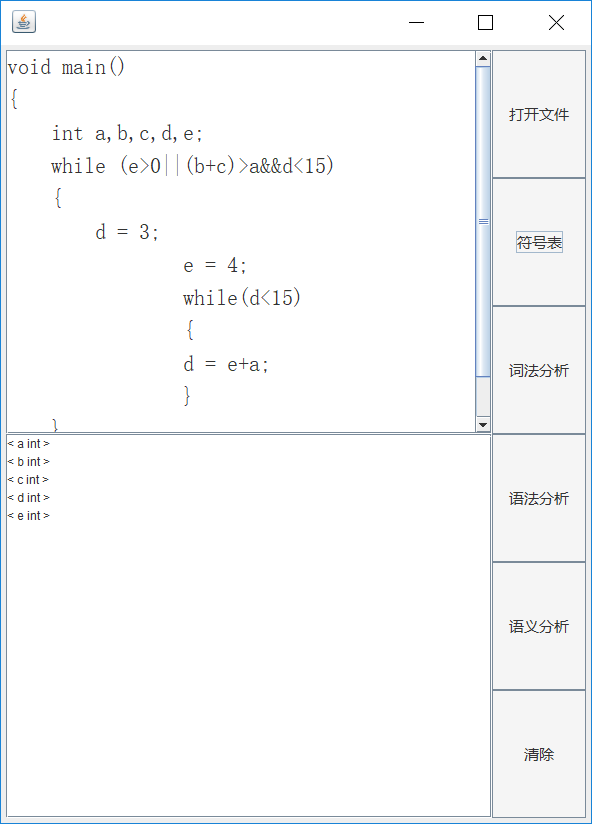 void main()
{
int a,b,c,d,e;
while (e>0||(b+c)>a&&d<15)
{
d = 3;
e = 4;
while(d<15)
{
d = e+a;
}
}
< a int >
< b int >
< c int >
< d int >
< e int >
打开文件
符号表
词法分析
语法分析
语义分析
清除